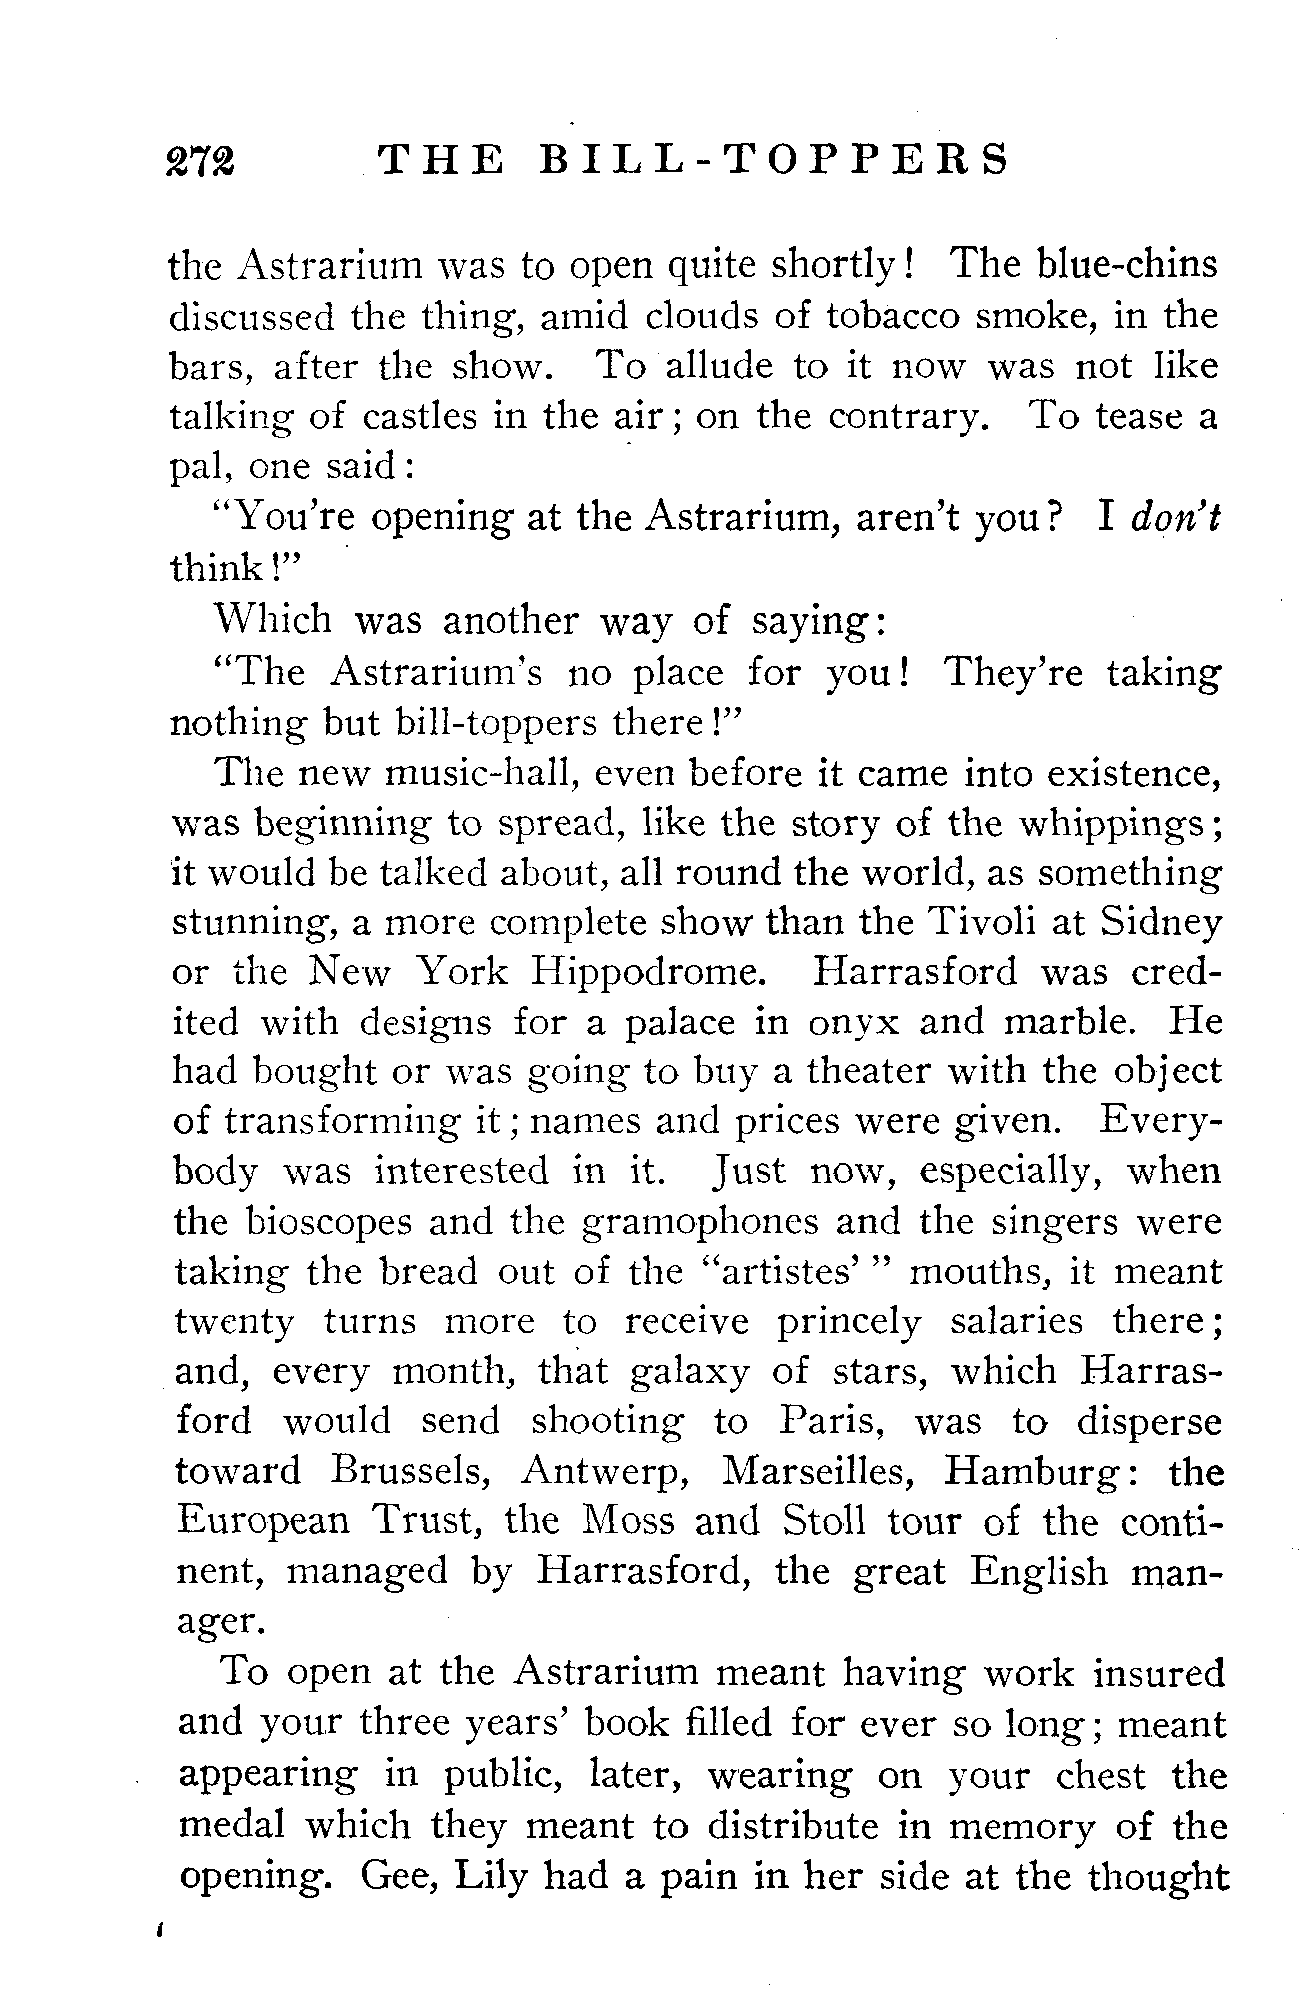 272 THE BILL-TOPPERS
the Astrarium was to open quite shortly! The blue-chins
discussed the thing, amid clouds of tobacco smoke, in the
bars, after the show. To allude to it now was not like
talking of castles in the air; on the contrary. To tease a
pal, one said:
"You're opening at the Astrarium, aren't you? I don't
think!"
Which was another way of saying:
"The Astrarium's no place for you! They're taking
nothing but bill-toppers there!"
The new music-hall, even before it came into existence,
was beginning to spread, like the story of the whippings;
it would be talked about, all round the world, as something
stunning, a more complete show than the Tivoli at Sidney
or the New York Hippodrome. Harrasford was cred-
ited with designs for a palace in onyx and marble. He
had bought or was going to buy a theater with the object
of transforming it; names and prices were given. Every-
body was interested in it. Just now, especially, when
the bioscopes and the gramophones and the singers were
taking the bread out of the "artistes' " mouths, it meant
twenty turns more to receive princely salaries there;
and, every month, that galaxy of stars, which Harras-
ford would send shooting to Paris, was to disperse
toward Brussels, Antwerp, Marseilles, Hamburg: the
European Trust, the Moss and Stoll tour of the conti-
nent, managed by Harrasford, the great English man-
ager.
To open at the Astrarium meant having work insured
and your three years' book filled for ever so long; meant
appearing in public, later, wearing on your chest the
medal which they meant to distribute in memory of the
opening. Gee, Lily had a pain in her side at the thought